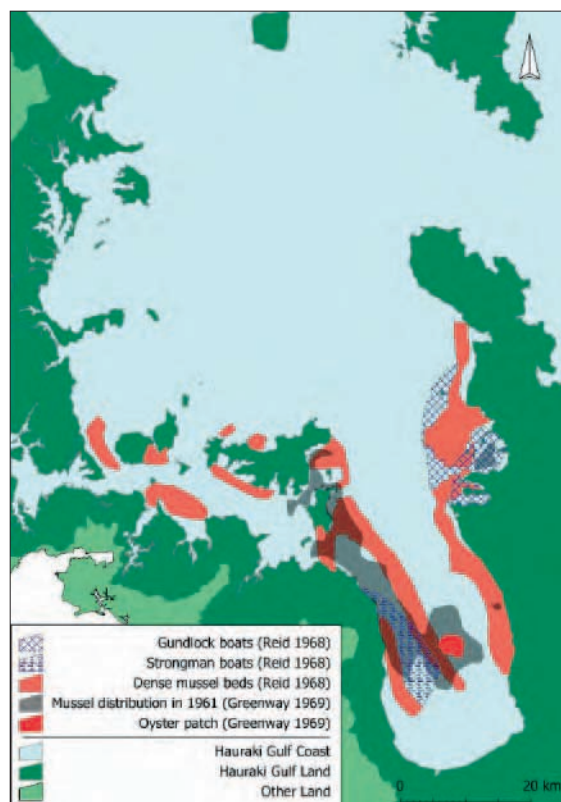 Gundlock boats (Reid 1968)
Strongman boats (Reid 1968)
Dense mussel beds (Reid 1968)
Mussel distribution in 1961 (Greenway 1969)
Oyster patch (Greenway 1969)
Hauraki Gulf Coast
Hauraki Gulf Land
Other Land
0 20 km